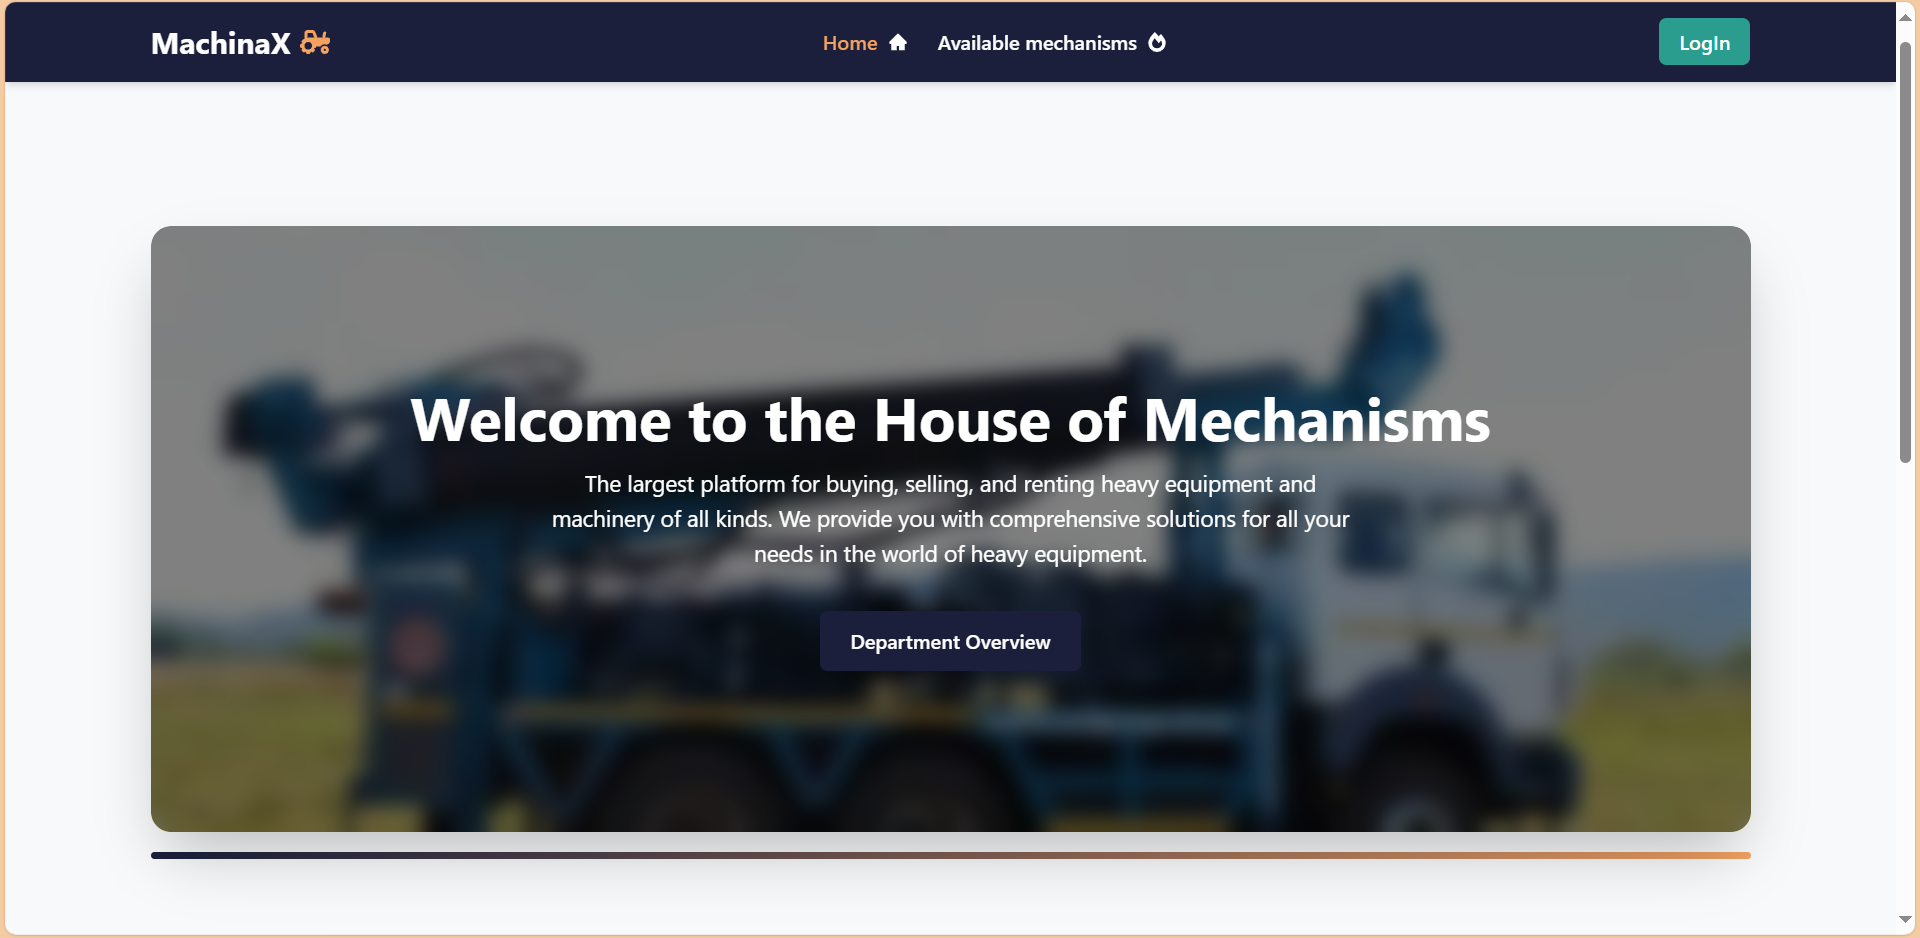 MachinaX
Home
Available mechanisms
LogIn
Welcome to the House of Mechanisms
The largest platform for buying, selling, and renting heavy equipment and
machinery of all kinds. We provide you with comprehensive solutions for all your
needs in the world of heavy equipment.
Department Overview